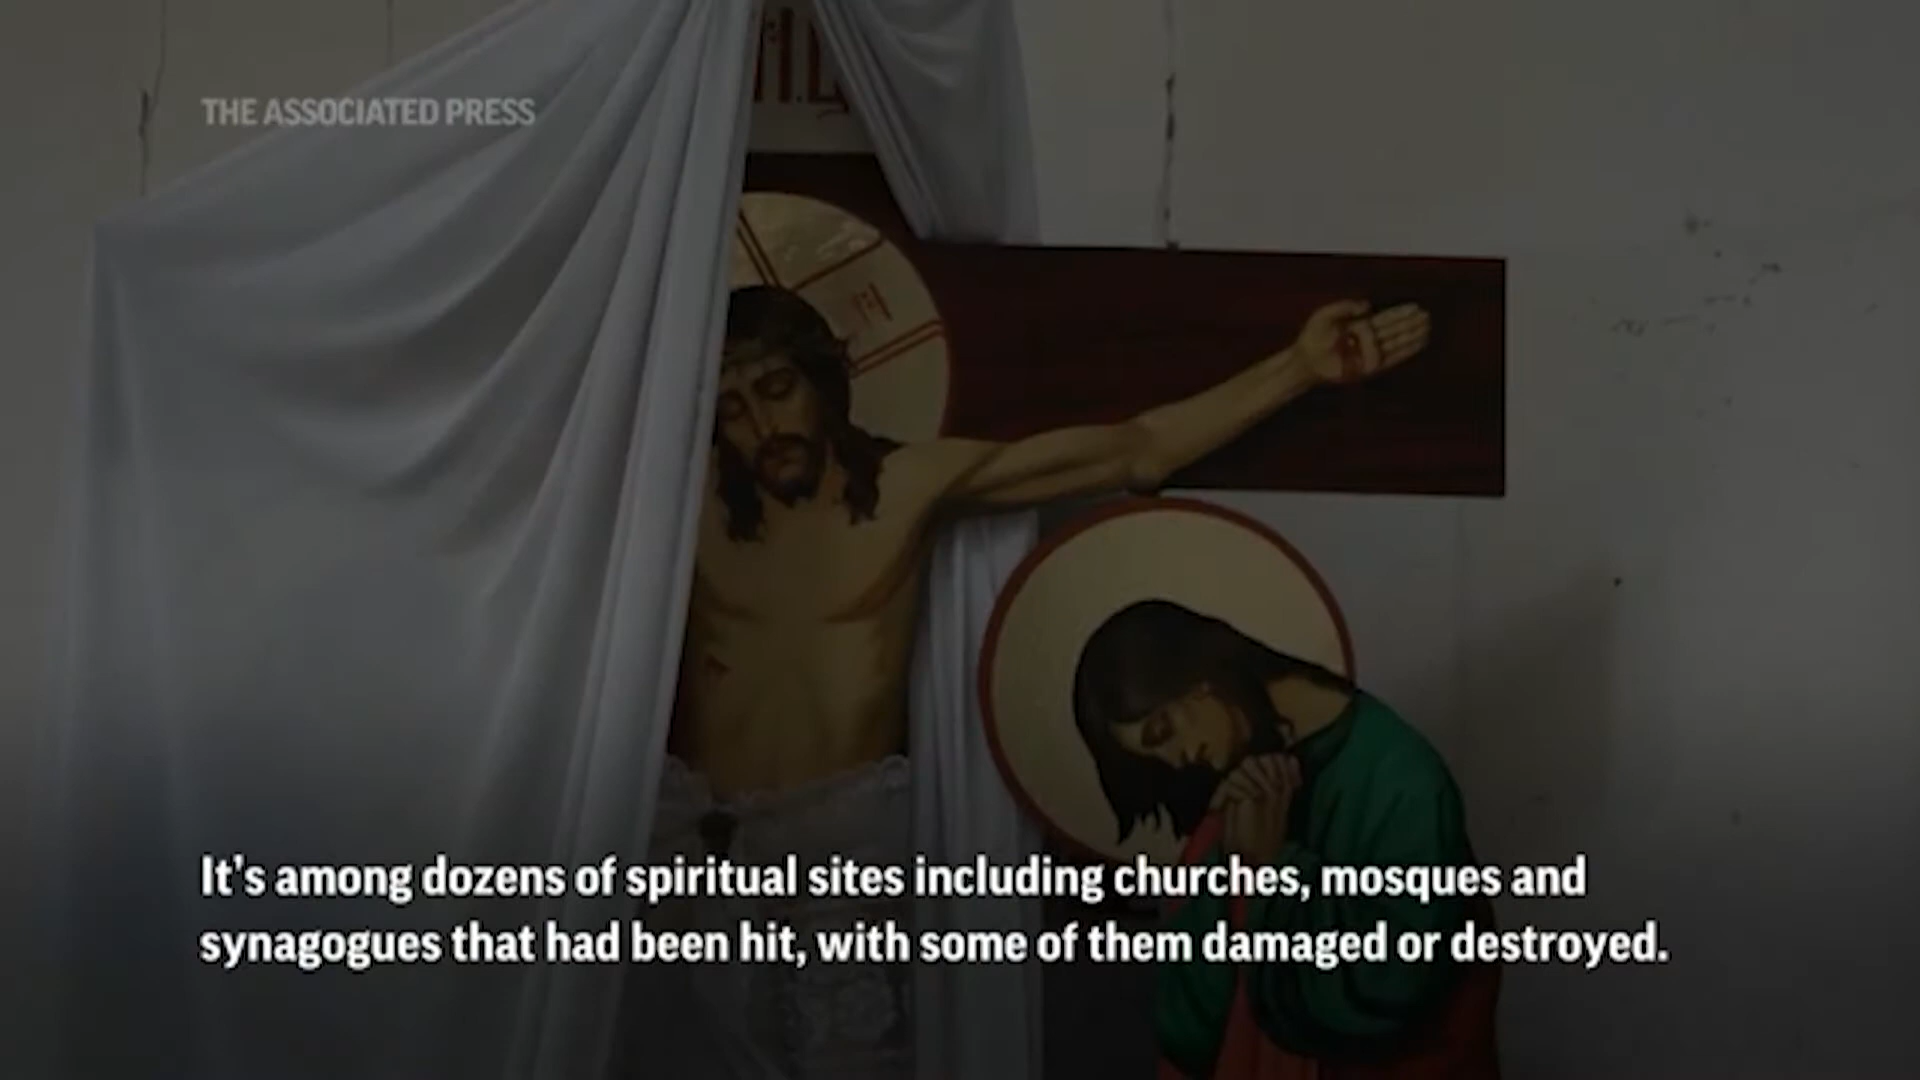 THE ASSOCIATED PRESS
It's among dozens of spiritual sites including churches, mosques and
synagogues that had been hit, with some of them damaged or destroyed.